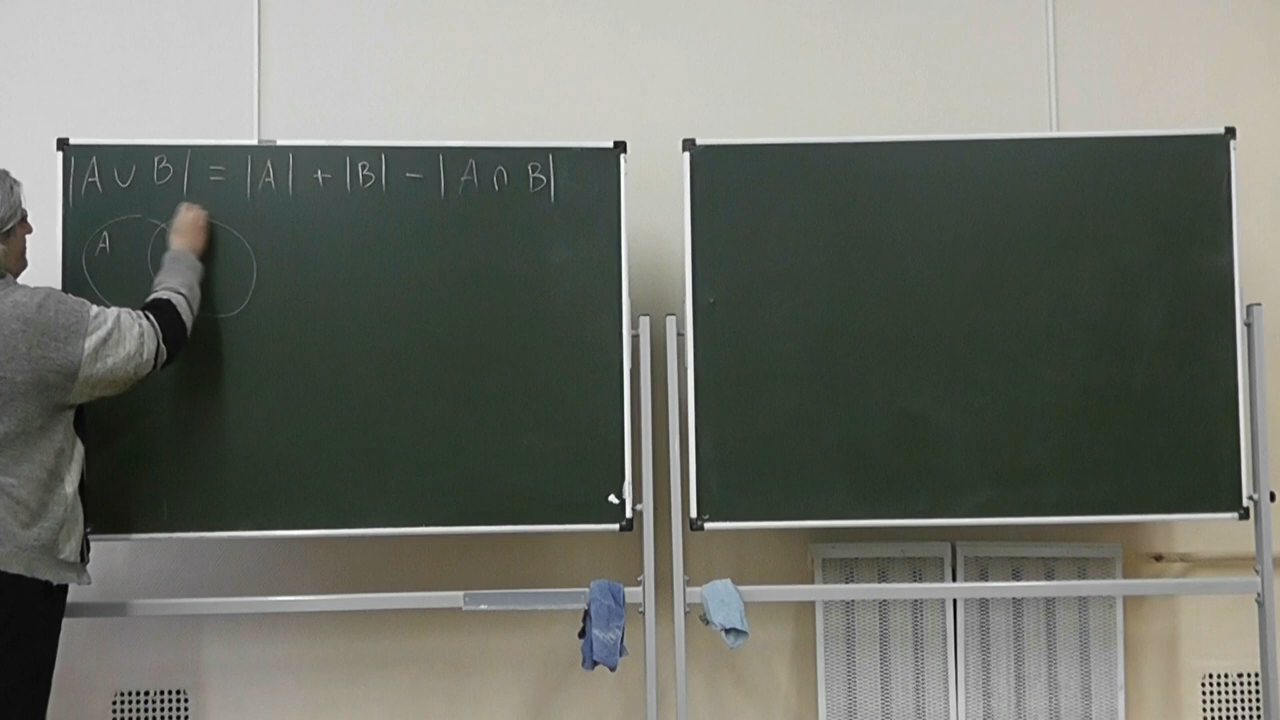 |A ∪ B| = |A| + |B| - |A ∩ B|
A